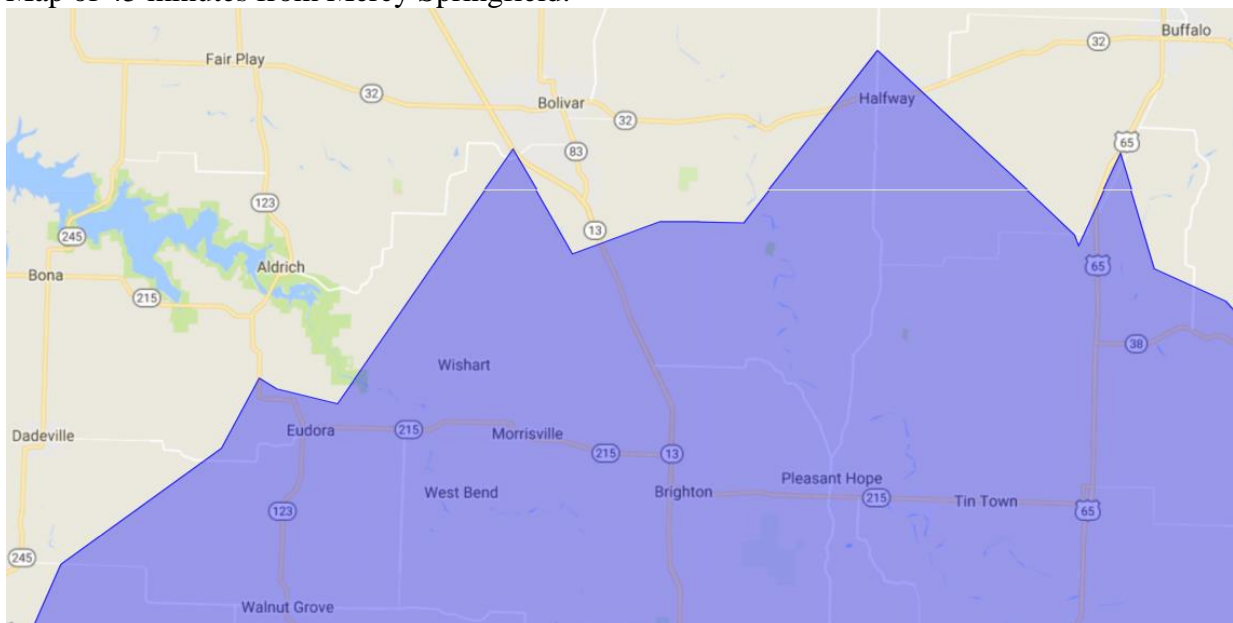 Map of 45 minutes from Mercy Springfield.
Buffalo
32
Fair Play
32
Bolivar
32
Halfway
65
83
123
13
245
Aldrich
65
Bona
215
38
Wishart
Eudora
215
Morrisville
Dadeville
215
13
Pleasant Hope
West Bend
Brighton
215
Tin Town
123
65
245
Walnut Grove